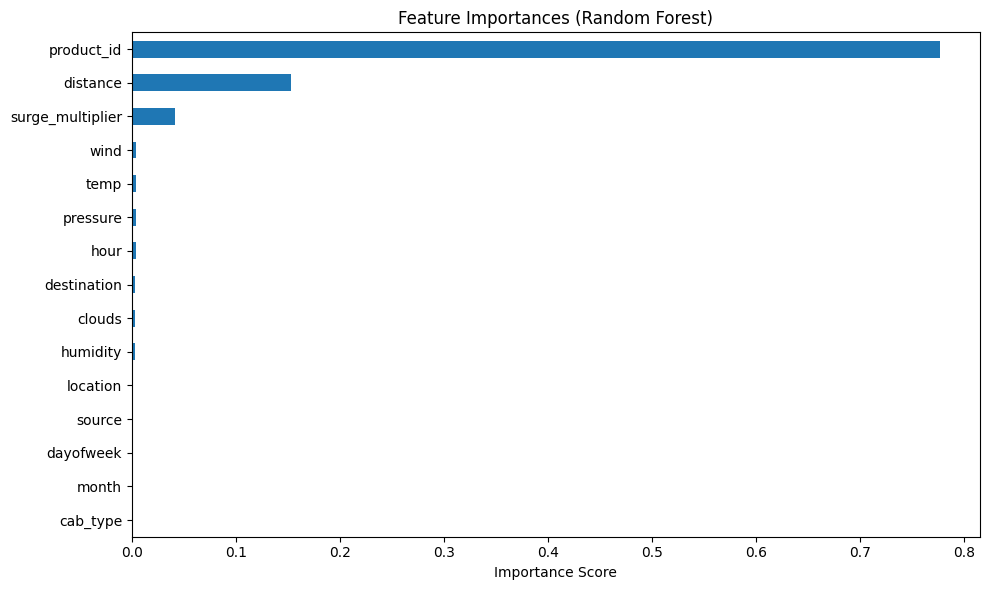 Feature Importances (Random Forest)
product_id
distance
surge_multiplier
wind
temp
pressure
hour
destination
clouds
humidity
location
source
dayofweek
month
cab_type
0.0 0.1 0.2 0.3 0.4 0.5 0.6 0.7 0.8
Importance Score